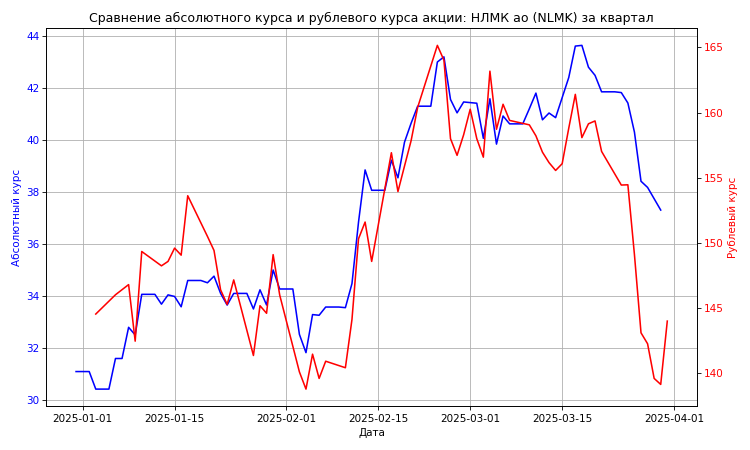 Сравнение абсолютного курса и рублевого курса акции: НЛМК ао (NLMK) за квартал
44
42
40
38
36
34
32
30
Абсолютный курс
165
160
155
150
145
140
Рублевый курс
2025-01-01 2025-01-15 2025-02-01 2025-02-15 2025-03-01 2025-03-15 2025-04-01
Дата